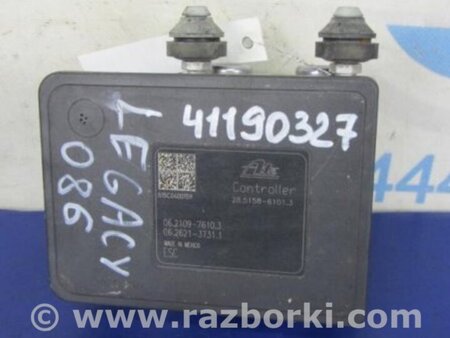 41190327
LEGACY
086
Ate
Controller
28.5158-6101.3
06.2109-7610.3
06.2621-3731.1
MADE IN MEXICO
ESC
444
© www.razborki.com